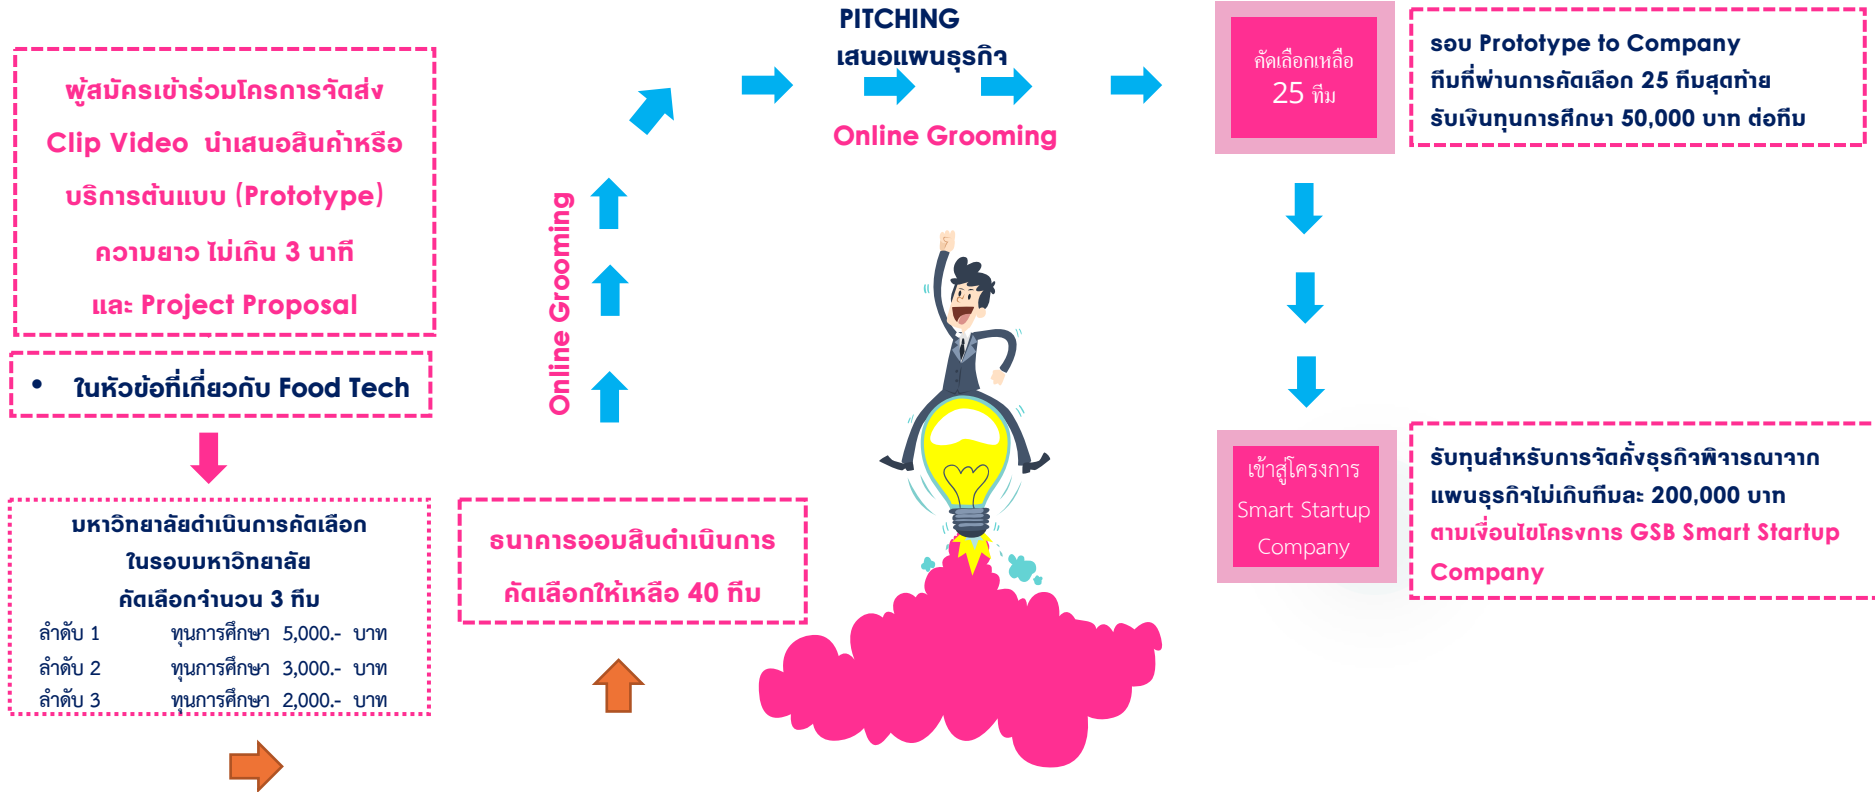 ผู้สมัครเข้าร่วมโครการจัดส่ง
Clip Video นำเสนอสินค้าหรือ
บริการต้นแบบ (Prototype)
ความยาว ไม่เกิน 3 นาที
และ Project Proposal
• ในหัวข้อที่เกี่ยวกับ Food Tech
มหาวิทยาลัยดำเนินการคัดเลือก
ในรอบมหาวิทยาลัย
คัดเลือกจำนวน 3 ทีม
ลำดับ 1 ทุนการศึกษา 5,000.- บาท
ลำดับ 2 ทุนการศึกษา 3,000.- บาท
ลำดับ 3 ทุนการศึกษา 2,000.- บาท
ธนาคารออมสินดำเนินการ
คัดเลือกให้เหลือ 40 ทีม
Online Grooming
PITCHING
เสนอแผนธุรกิจ
Online Grooming
คัดเลือกเหลือ
25 ทีม
รอบ Prototype to Company
ทีมที่ผ่านการคัดเลือก 25 ทีมสุดท้าย
รับเงินทุนการศึกษา 50,000 บาท ต่อทีม
เข้าสู่โครงการ
Smart Startup
Company
รับทุนสำหรับการจัดคั้งธุรกิจพิจารณาจาก
แผนธุรกิจไม่เกินทีมละ 200,000 บาท
ตามเงื่อนไขโครงการ GSB Smart Startup
Company